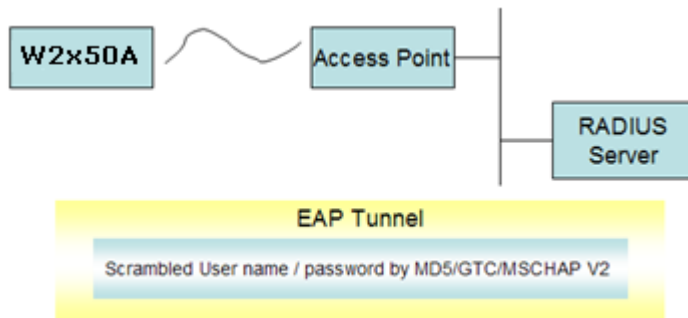 W2x50A
Access Point
RADIUS
Server
EAP Tunnel
Scrambled User name / password by MD5/GTC/MSCHAP V2